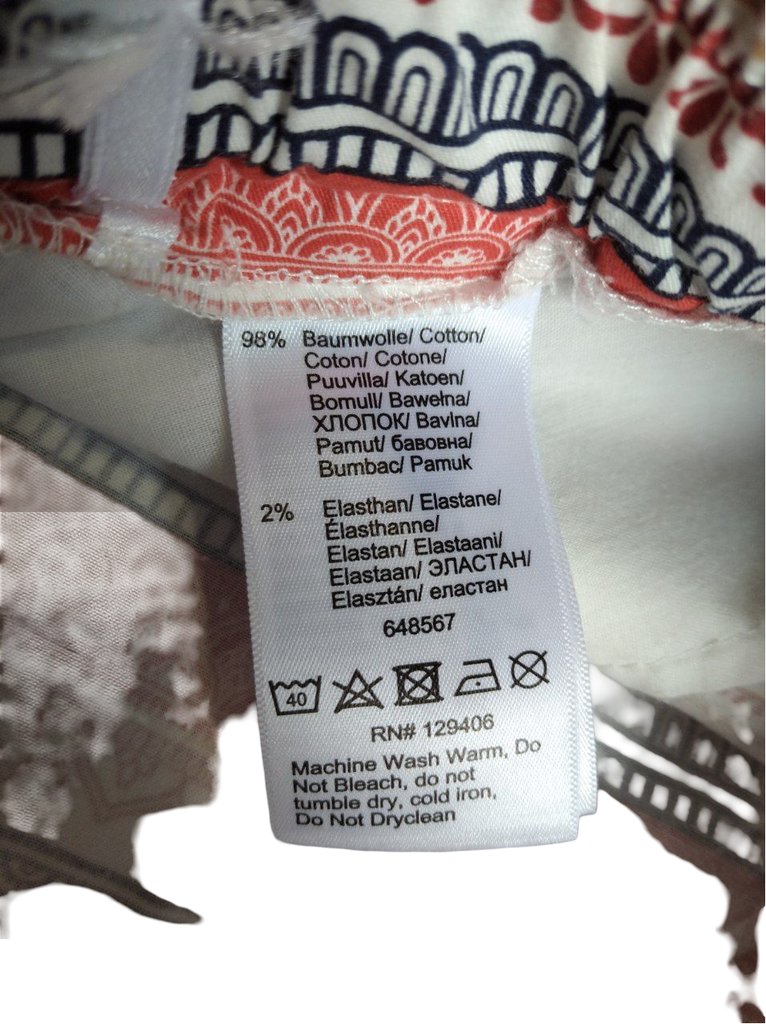 98% Baumwolle/ Cotton/
Coton/ Cotone/
Puuvilla/ Katoen/
Bomull/ Bawełna/
ХЛОПОК/ Bavlna/
Pamut/ бавовна/
Bumbac/ Pamuk
2% Elasthan/ Elastane/
Élasthanne/
Elastan/ Elastaani/
Elastaan/ ЭЛАСТАН/
Elasztán/ еластан
648567
40
RN# 129406
Machine Wash Warm, Do
Not Bleach, do not
tumble dry, cold iron,
Do Not Dryclean